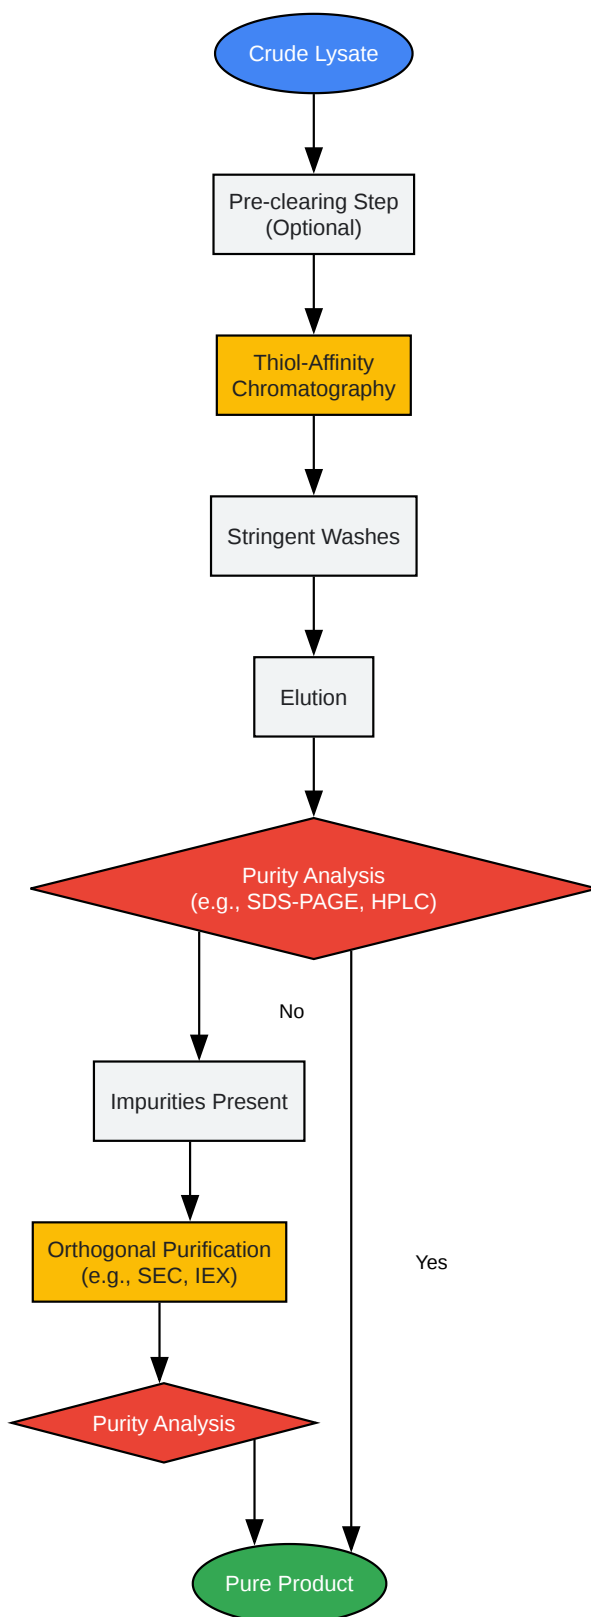 Crude Lysate
Pre-clearing Step
(Optional)
Thiol-Affinity
Chromatography
Stringent Washes
Elution
Purity Analysis
(e.g., SDS-PAGE, HPLC)
No
Impurities Present
Orthogonal Purification
(e.g., SEC, IEX)
Yes
Purity Analysis
Pure Product